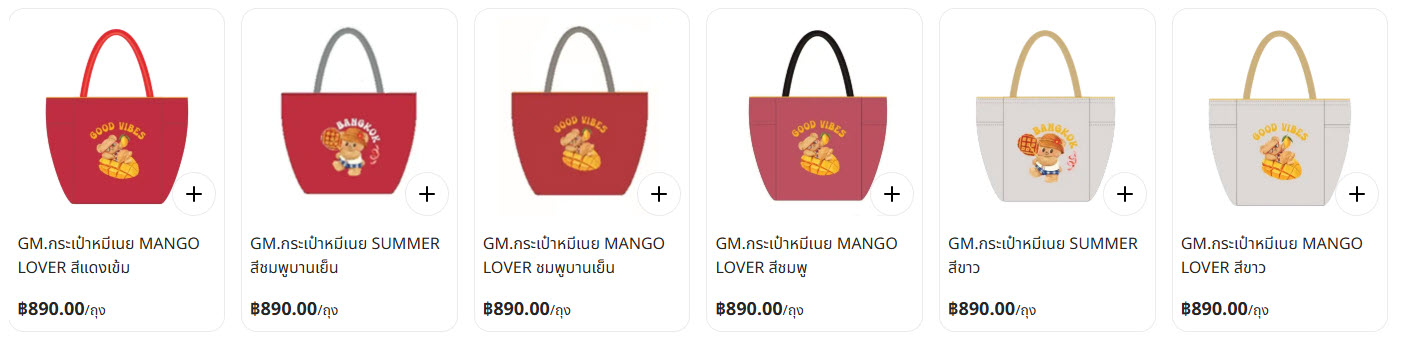 GOOD VIBES
GM.กระเป๋าหมีเนย MANGO
LOVER สีแดงเข้ม
฿890.00/ถุง
BANGKOK
GM.กระเป๋าหมีเนย SUMMER
สีชมพูบานเย็น
฿890.00/ถุง
GOOD VIBES
GM.กระเป๋าหมีเนย MANGO
LOVER ชมพูบานเย็น
฿890.00/ถุง
GOOD VIBES
GM.กระเป๋าหมีเนย MANGO
LOVER สีชมพู
฿890.00/ถุง
BANGKOK
GM.กระเป๋าหมีเนย SUMMER
สีขาว
฿890.00/ถุง
GOOD VIBES
GM.กระเป๋าหมีเนย MANGO
LOVER สีขาว
฿890.00/ถุง